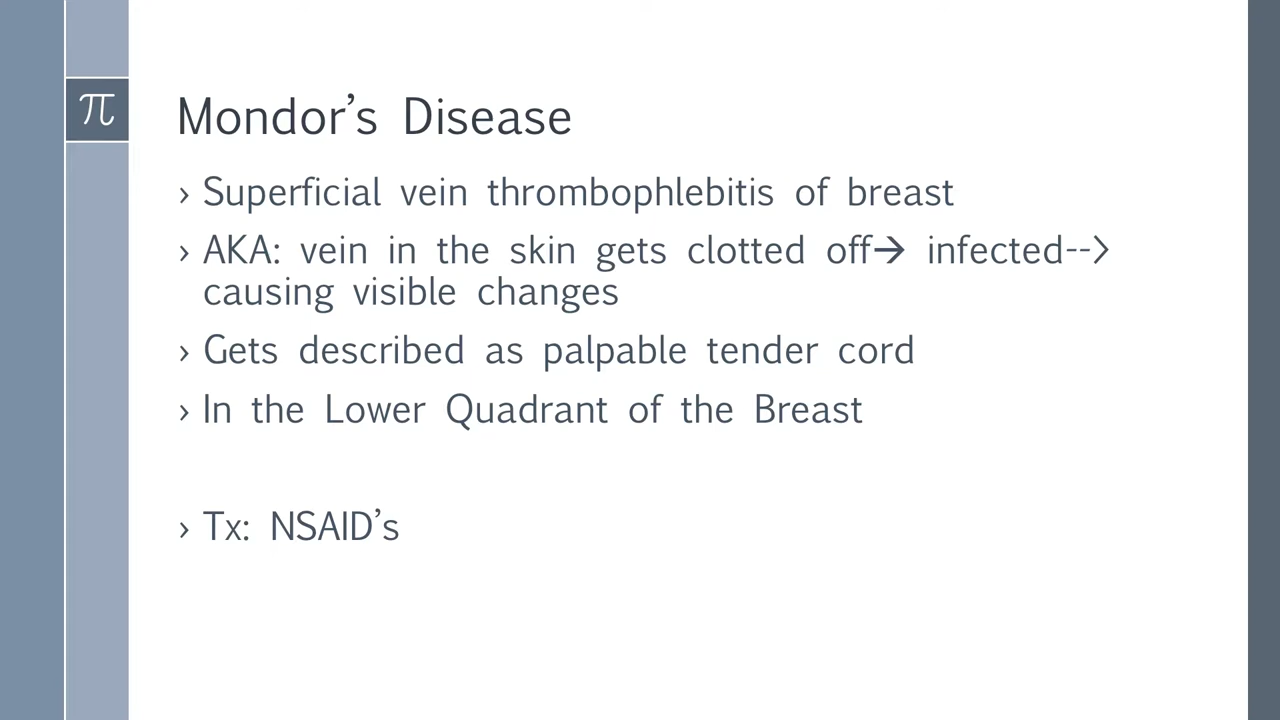 π
Mondor’s Disease
› Superficial vein thrombophlebitis of breast
› AKA: vein in the skin gets clotted off→ infected-->
causing visible changes
› Gets described as palpable tender cord
› In the Lower Quadrant of the Breast
› Tx: NSAID’s